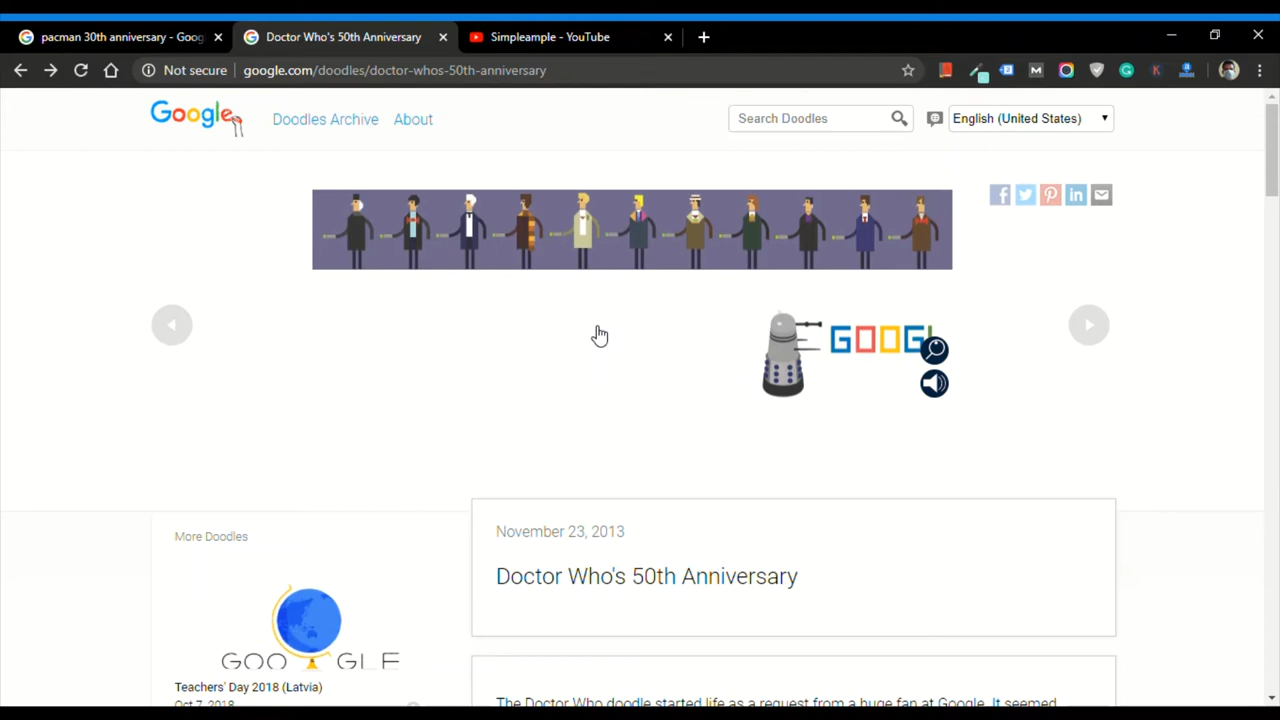 pacman 30th anniversary - Goog
Doctor Who's 50th Anniversary
Simpleample - YouTube
Not secure
google.com/doodles/doctor-whos-50th-anniversary
Google
Doodles Archive
About
Search Doodles
English (United States)
GOOGL
November 23, 2013
Doctor Who's 50th Anniversary
More Doodles
GOO GLE
Teachers' Day 2018 (Latvia)
Oct 7, 2018
The Doctor Who doodle started life as a request from a huge fan at Google. It seemed